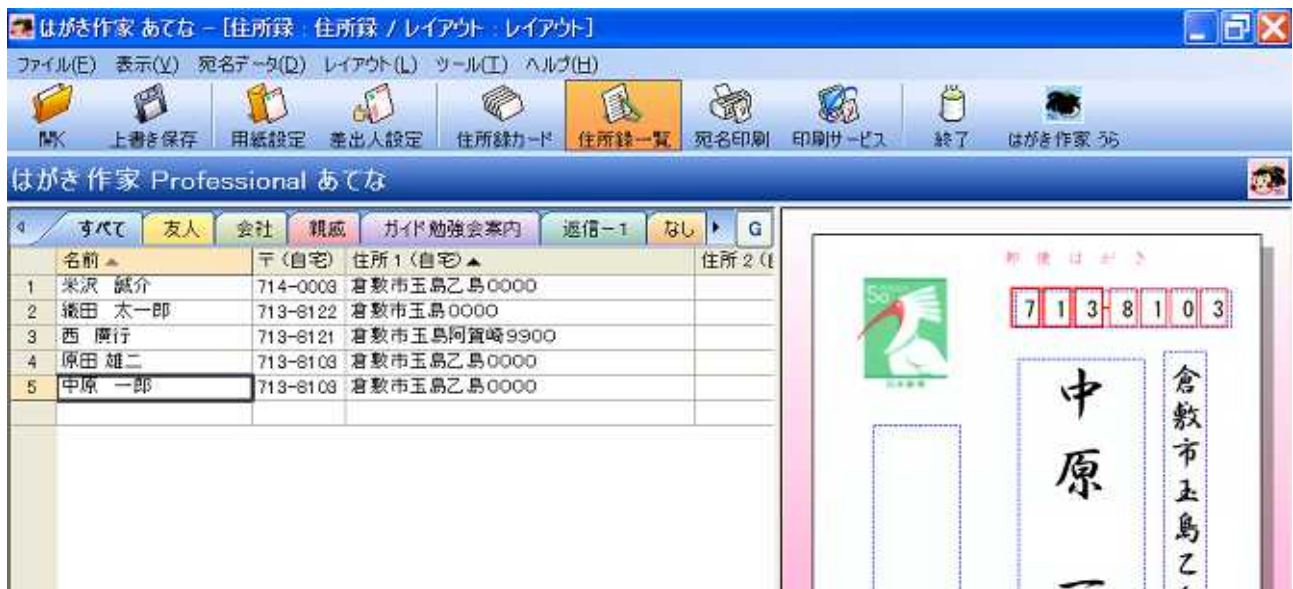 はがき作家 あてな - [住所録 : 住所録 / レイアウト : レイアウト]
ファイル(F) 表示(V) 宛名データ(D) レイアウト(L) ツール(T) ヘルプ(H)
開く 上書き保存 用紙設定 差出人設定 住所録カード 住所録一覧 宛名印刷 印刷サービス 終了 はがき作家 うら
はがき作家 Professional あてな
すべて 友人 会社 親戚 ガイド勉強会案内 返信-1 なし G
名前 〒(自宅) 住所1(自宅) 住所2(自
1 米沢 誠介 714-0003 倉敷市玉島乙島0000
2 織田 太一郎 713-8122 倉敷市玉島0000
3 西 廣行 713-8121 倉敷市玉島阿賀崎9900
4 原田 雄二 713-8103 倉敷市玉島乙島0000
5 中原 一郎 713-8103 倉敷市玉島乙島0000
郵便はがき
50
7 1 3 - 8 1 0 3
倉敷市玉島乙
中原 一